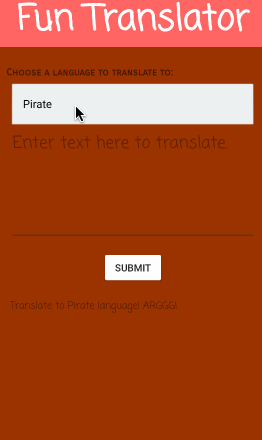 Fun Translator
Choose a language to translate to:
Pirate
Enter text here to translate.
SUBMIT
Translate to Pirate language! ARGGG!